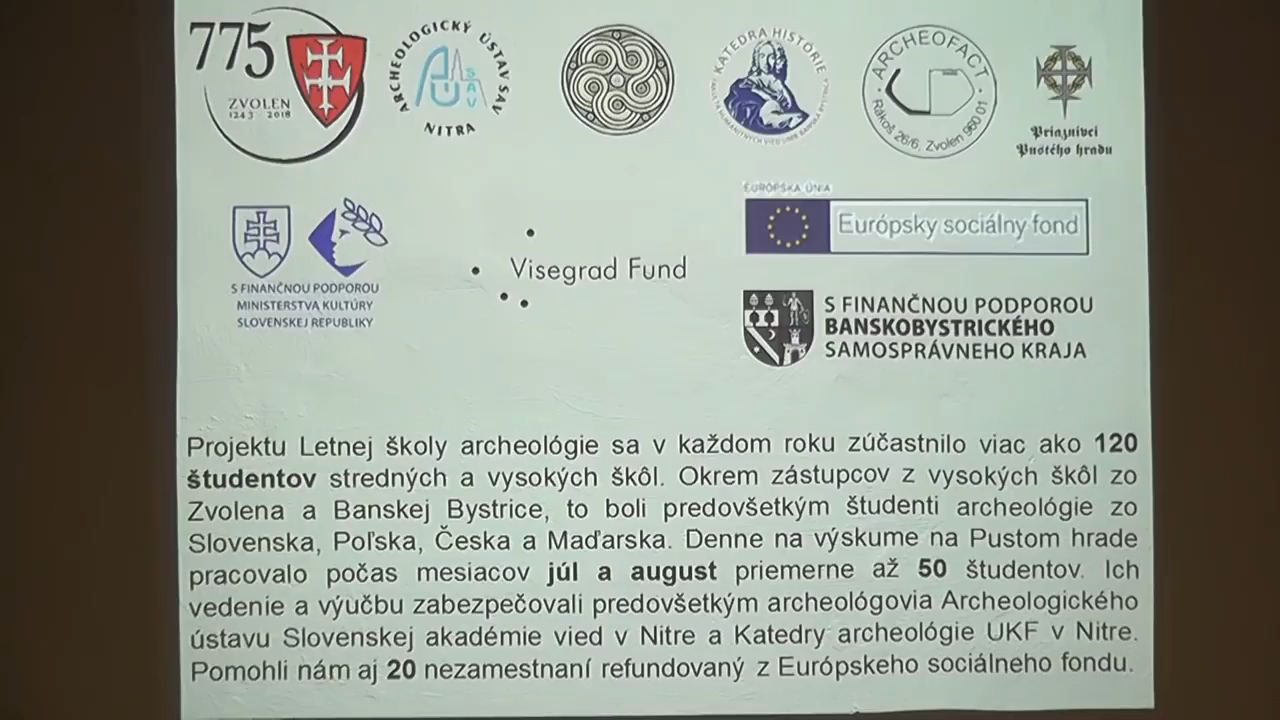 775
ZVOLEN
1243 2018
ARCHEOLOGICKÝ ÚSTAV SAV
NITRA
SAV
KATEDRA HISTÓRIE
ARCHEOFACT
Rákoš 26/6, Zvolen 960 01
Priaznivci
Pustého hradu
S FINANČNOU PODPOROU
MINISTERSTVA KULTÚRY
SLOVENSKEJ REPUBLIKY
Visegrad Fund
EURÓPSKA ÚNIA
Európsky sociálny fond
S FINANČNOU PODPOROU
BANSKOBYSTRICKÉHO
SAMOSPRÁVNEHO KRAJA
Projektu Letnej školy archeológie sa v každom roku zúčastnilo viac ako 120
študentov stredných a vysokých škôl. Okrem zástupcov z vysokých škôl zo
Zvolena a Banskej Bystrice, to boli predovšetkým študenti archeológie zo
Slovenska, Poľska, Česka a Maďarska. Denne na výskume na Pustom hrade
pracovalo počas mesiacov júl a august priemerne až 50 študentov. Ich
vedenie a výučbu zabezpečovali predovšetkým archeológovia Archeologického
ústavu Slovenskej akadémie vied v Nitre a Katedry archeológie UKF v Nitre.
Pomohli nám aj 20 nezamestnaní refundovaný z Európskeho sociálneho fondu.